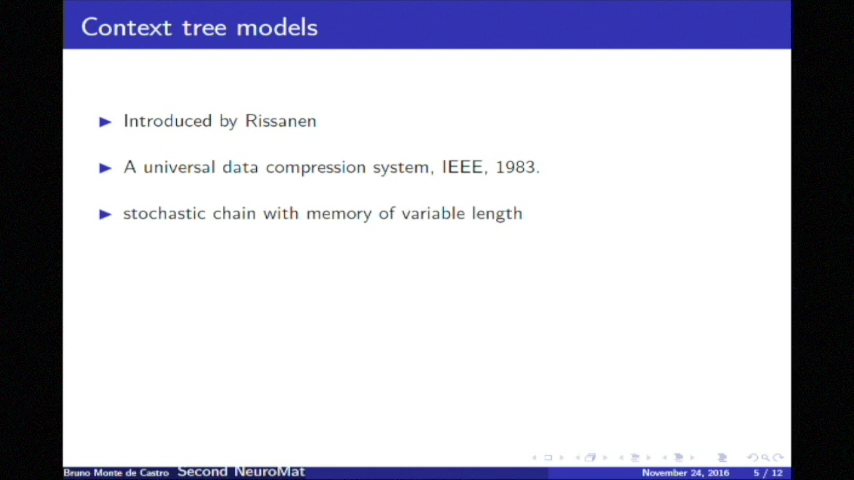 Context tree models
Introduced by Rissanen
A universal data compression system, IEEE, 1983.
stochastic chain with memory of variable length
Bruno Monte de Castro Second NeuroMat November 24, 2016 5 / 12